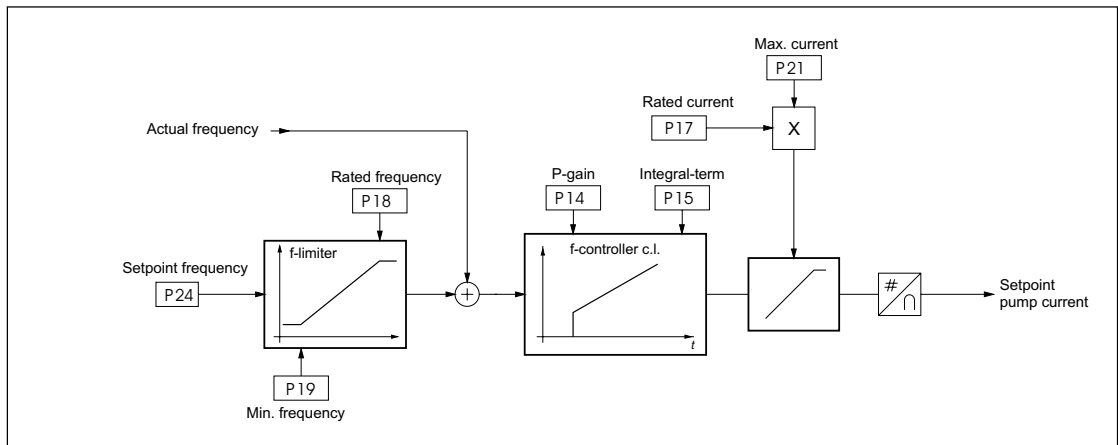 Max. current
P21
Rated current
P17
X
Actual frequency
Rated frequency
P18
P-gain
P14
Integral-term
P15
f-limiter
f-controller c.l.
Setpoint frequency
P24
+
#
∩
Setpoint
pump current
t
P19
Min. frequency